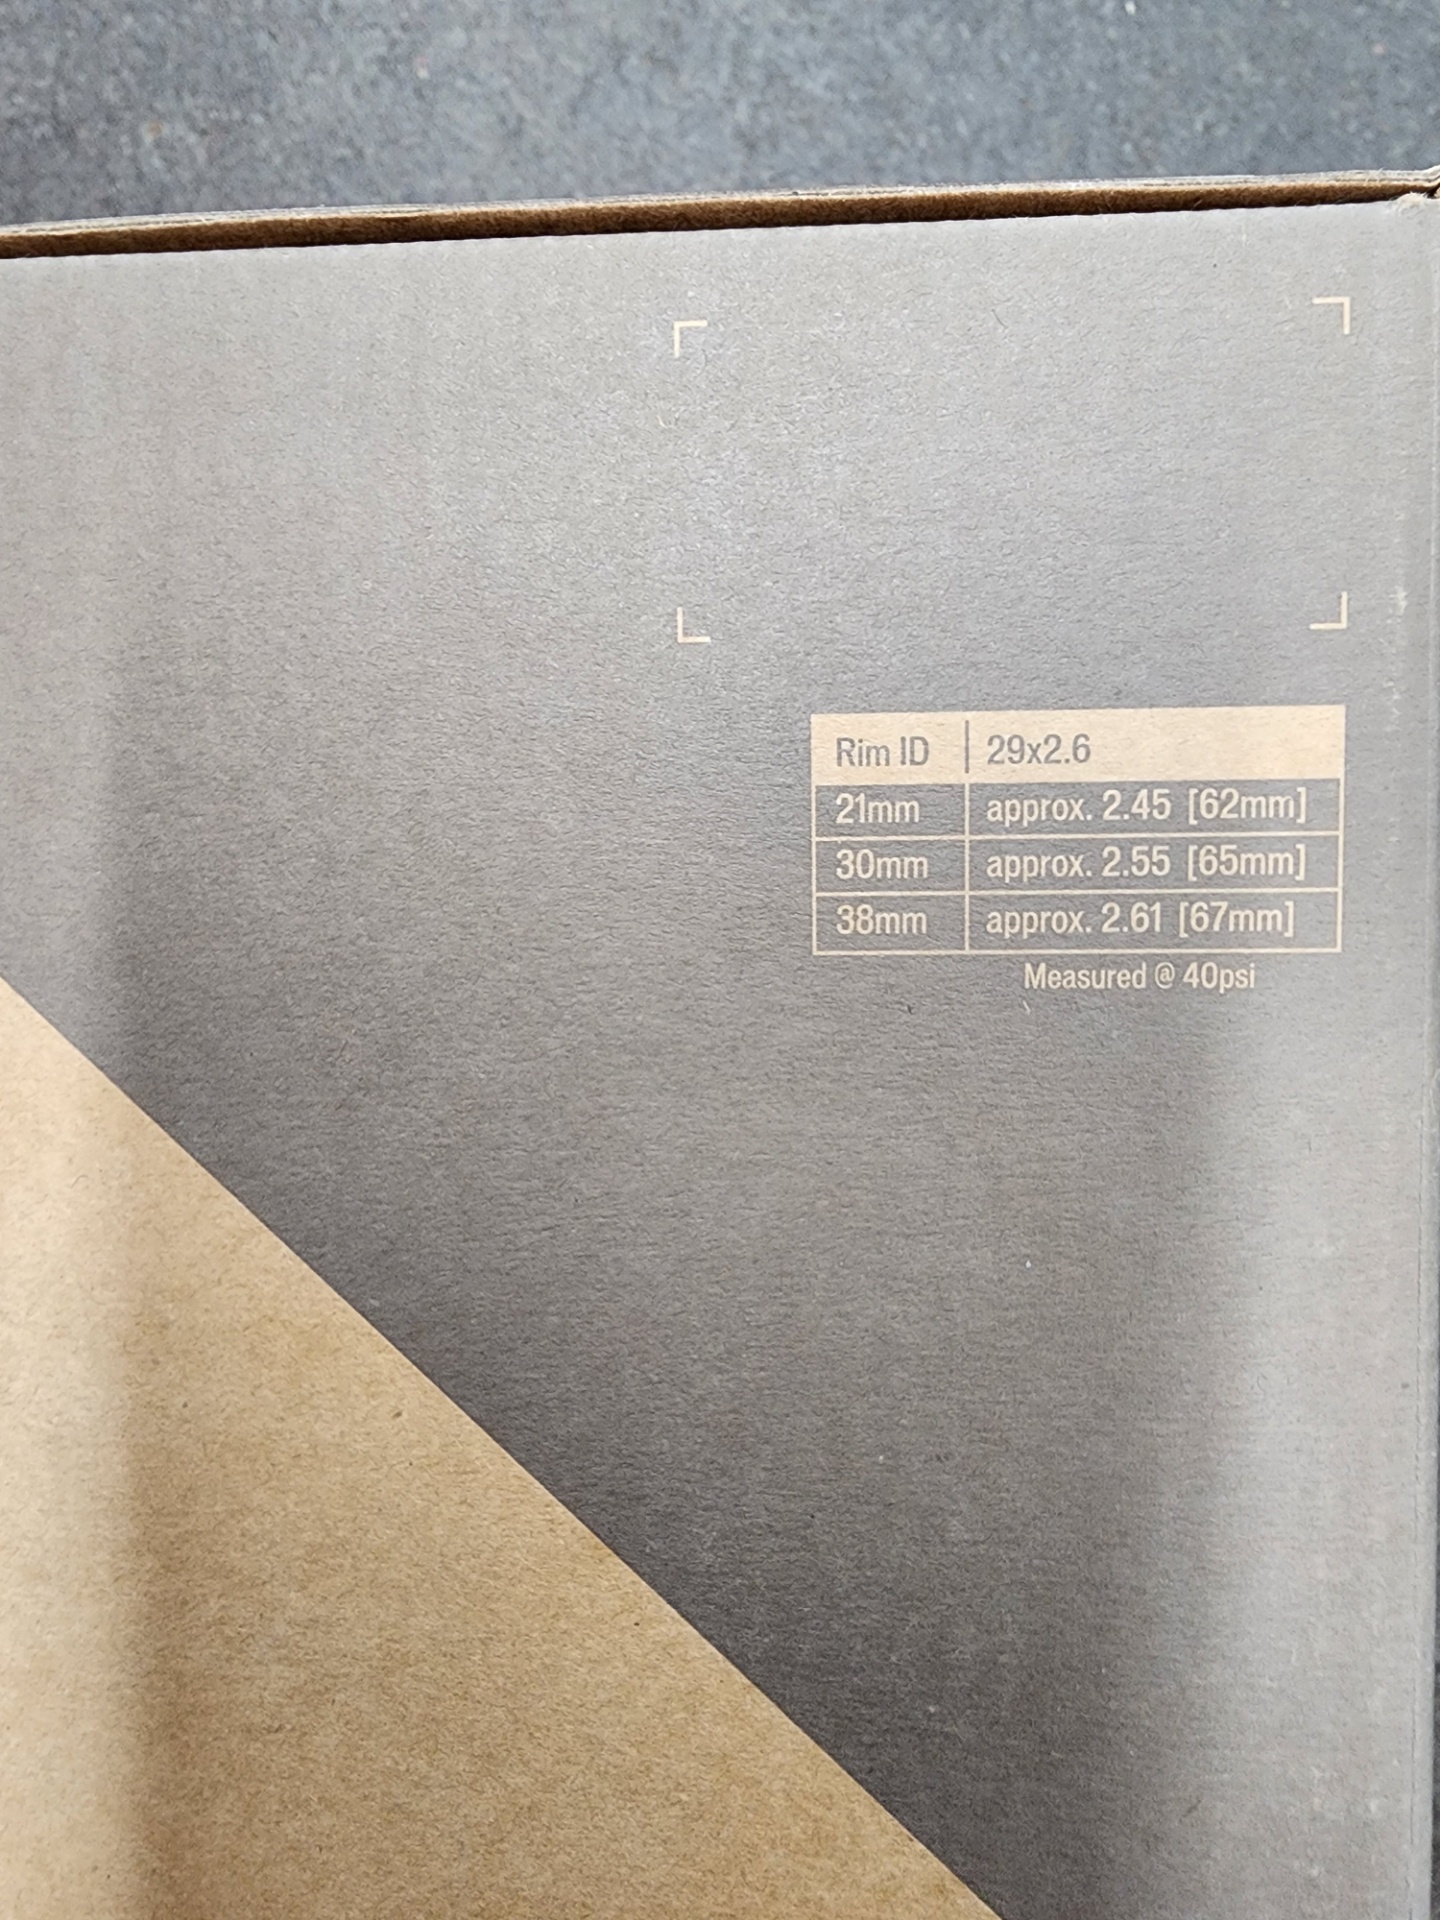 Rim ID | 29x2.6
21mm approx. 2.45 [62mm]
30mm approx. 2.55 [65mm]
38mm approx. 2.61 [67mm]
Measured @ 40psi